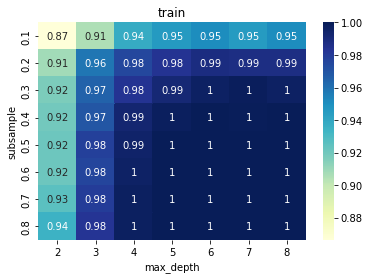 train
0.1 0.87 0.91 0.94 0.95 0.95 0.95 0.95
0.2 0.91 0.96 0.98 0.98 0.99 0.99 0.99
0.3 0.92 0.97 0.98 0.99 1 1 1
0.4 0.92 0.97 0.99 1 1 1 1
0.5 0.92 0.98 0.99 1 1 1 1
0.6 0.92 0.98 1 1 1 1 1
0.7 0.93 0.98 1 1 1 1 1
0.8 0.94 0.98 1 1 1 1 1
2 3 4 5 6 7 8
max_depth
subsample
1.00
0.98
0.96
0.94
0.92
0.90
0.88